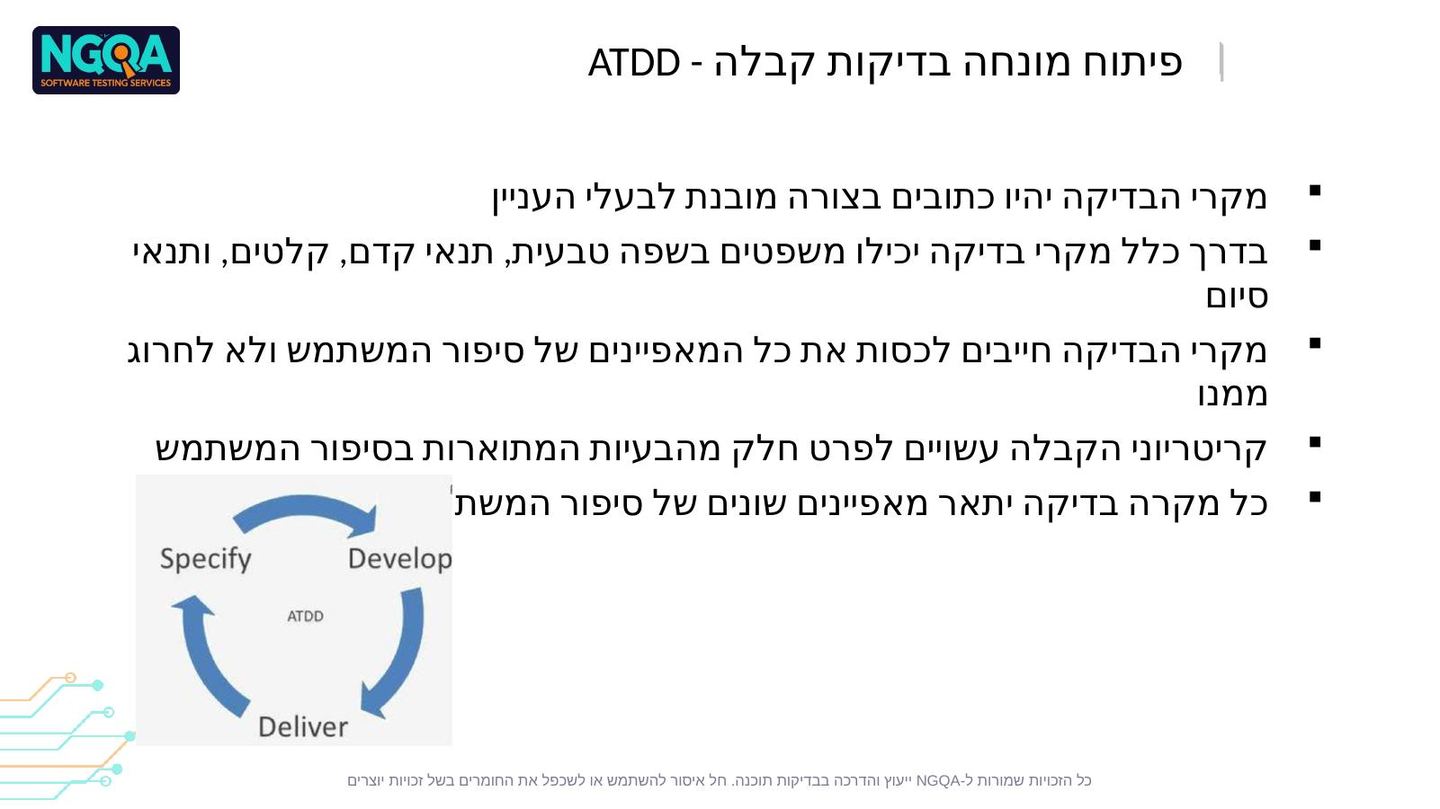 NGQA
SOFTWARE TESTING SERVICES
פיתוח מונחה בדיקות קבלה - ATDD
מקרי הבדיקה יהיו כתובים בצורה מובנת לבעלי העניין
בדרך כלל מקרי בדיקה יכילו משפטים בשפה טבעית, תנאי קדם, קלטים, ותנאי
סיום
מקרי הבדיקה חייבים לכסות את כל המאפיינים של סיפור המשתמש ולא לחרוג
ממנו
קריטריוני הקבלה עשויים לפרט חלק מהבעיות המתוארות בסיפור המשתמש
כל מקרה בדיקה יתאר מאפיינים שונים של סיפור
Specify
Develop
ATDD
Deliver
כל הזכויות שמורות ל-NGQA ייעוץ והדרכה בבדיקות תוכנה. חל איסור להשתמש או לשכפל את החומרים בשל זכויות יוצרים